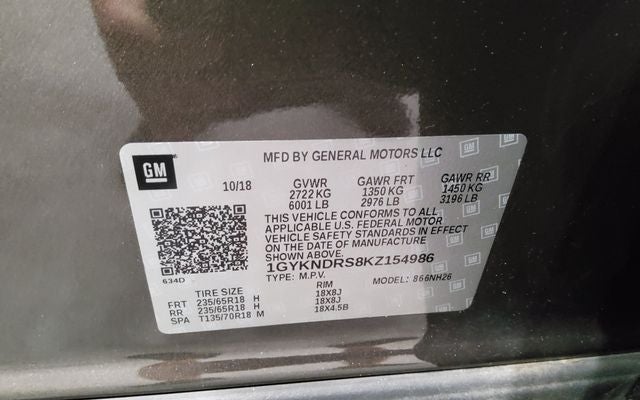 GM
MFD BY GENERAL MOTORS LLC
10/18 GVWR GAWR FRT GAWR RR
2722 KG 1350 KG 1450 KG
6001 LB 2976 LB 3196 LB
THIS VEHICLE CONFORMS TO ALL
APPLICABLE U.S. FEDERAL MOTOR
VEHICLE SAFETY STANDARDS IN EFFECT
ON THE DATE OF MANUFACTURE
SHOWN ABOVE.
1GYKNDRS8KZ154986
634D
TYPE: M.P.V. MODEL: 866NH26
TIRE SIZE RIM
FRT 235/65R18 H 18X8J
RR 235/65R18 H 18X8J
SPA T135/70R18 M 18X4.5B